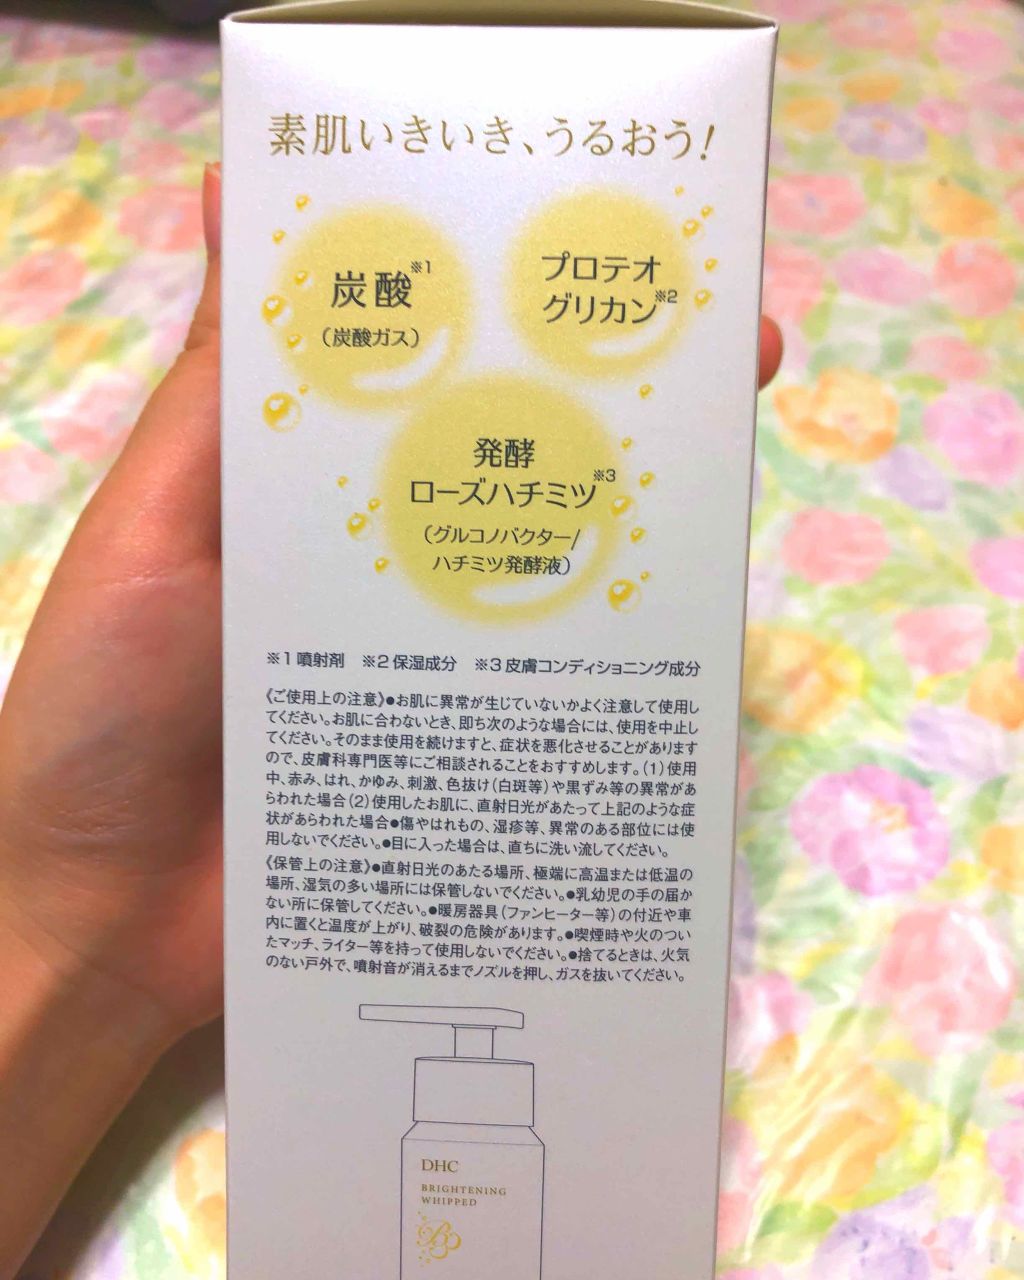 素肌いきいき、うるおう!
炭酸※1
(炭酸ガス)
プロテオ
グリカン※2
発酵
ローズハチミツ※3
(グルコノバクター/
ハチミツ発酵液)
※1 噴射剤 ※2 保湿成分 ※3 皮膚コンディショニング成分
《ご使用上の注意》●お肌に異常が生じていないかよく注意して使用し
てください。お肌に合わないとき、即ち次のような場合には、使用を中止し
てください。そのまま使用を続けますと、症状を悪化させることがあります
ので、皮膚科専門医等にご相談されることをおすすめします。(1)使用
中、赤み、はれ、かゆみ、刺激、色抜け(白斑等)や黒ずみ等の異常があ
らわれた場合(2)使用したお肌に、直射日光があたって上記のような症
状があらわれた場合●傷やはれもの、湿疹等、異常のある部位には使
用しないでください。●目に入った場合は、直ちに洗い流してください。
《保管上の注意》●直射日光のあたる場所、極端に高温または低温の
場所、湿気の多い場所には保管しないでください。●乳幼児の手の届か
ない所に保管してください。●暖房器具(ファンヒーター等)の付近や車
内に置くと温度が上がり、破裂の危険があります。●喫煙時や火のつい
たマッチ、ライター等を持って使用しないでください。●捨てるときは、火気
のない戸外で、噴射音が消えるまでノズルを押し、ガスを抜いてください。
DHC
BRIGHTENING
WHIPPED